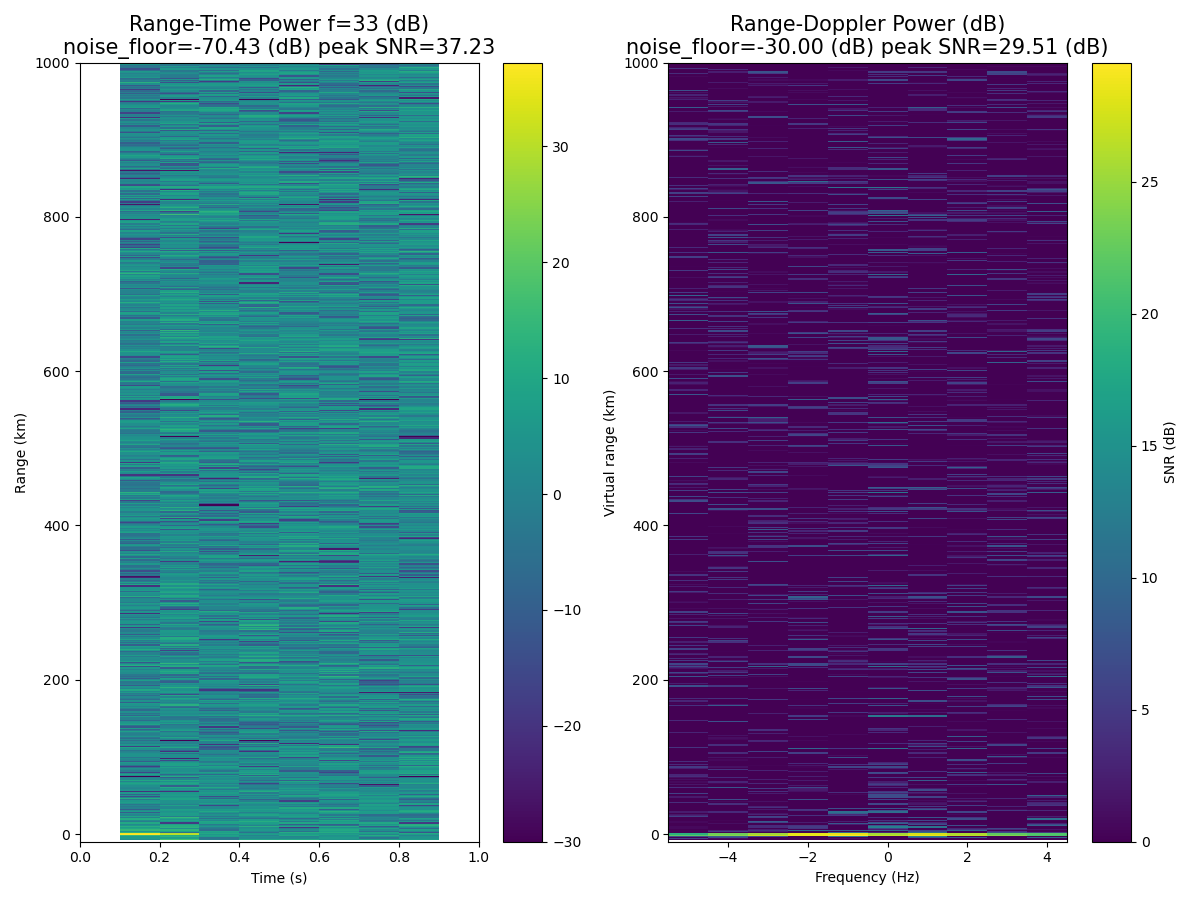 Range-Time Power f=33 (dB)
noise_floor=-70.43 (dB) peak SNR=37.23
Range (km)
1000
800
600
400
200
0
0.0 0.2 0.4 0.6 0.8 1.0
Time (s)
30
20
10
0
−10
−20
−30
Range-Doppler Power (dB)
noise_floor=-30.00 (dB) peak SNR=29.51 (dB)
Virtual range (km)
1000
800
600
400
200
0
−4 −2 0 2 4
Frequency (Hz)
25
20
15
10
5
0
SNR (dB)